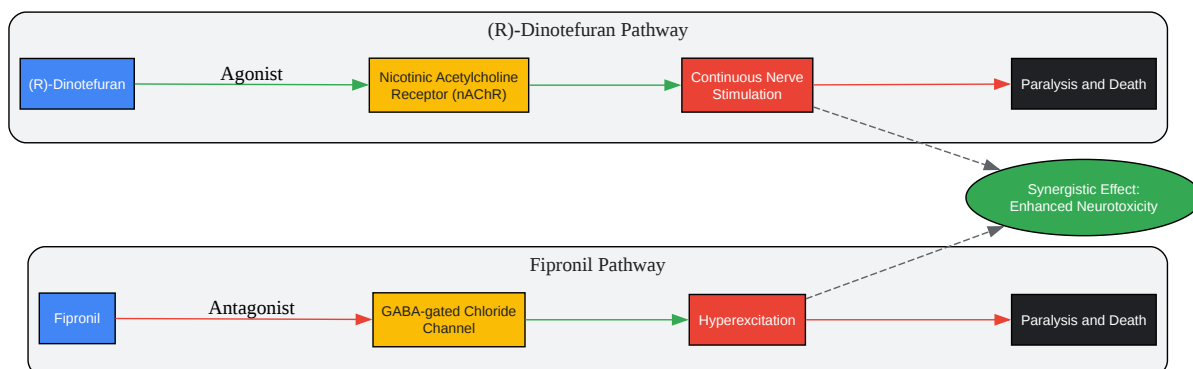 (R)-Dinotefuran Pathway
(R)-Dinotefuran
Agonist
Nicotinic Acetylcholine
Receptor (nAChR)
Continuous Nerve
Stimulation
Paralysis and Death
Synergistic Effect:
Enhanced Neurotoxicity
Fipronil Pathway
Fipronil
Antagonist
GABA-gated Chloride
Channel
Hyperexcitation
Paralysis and Death